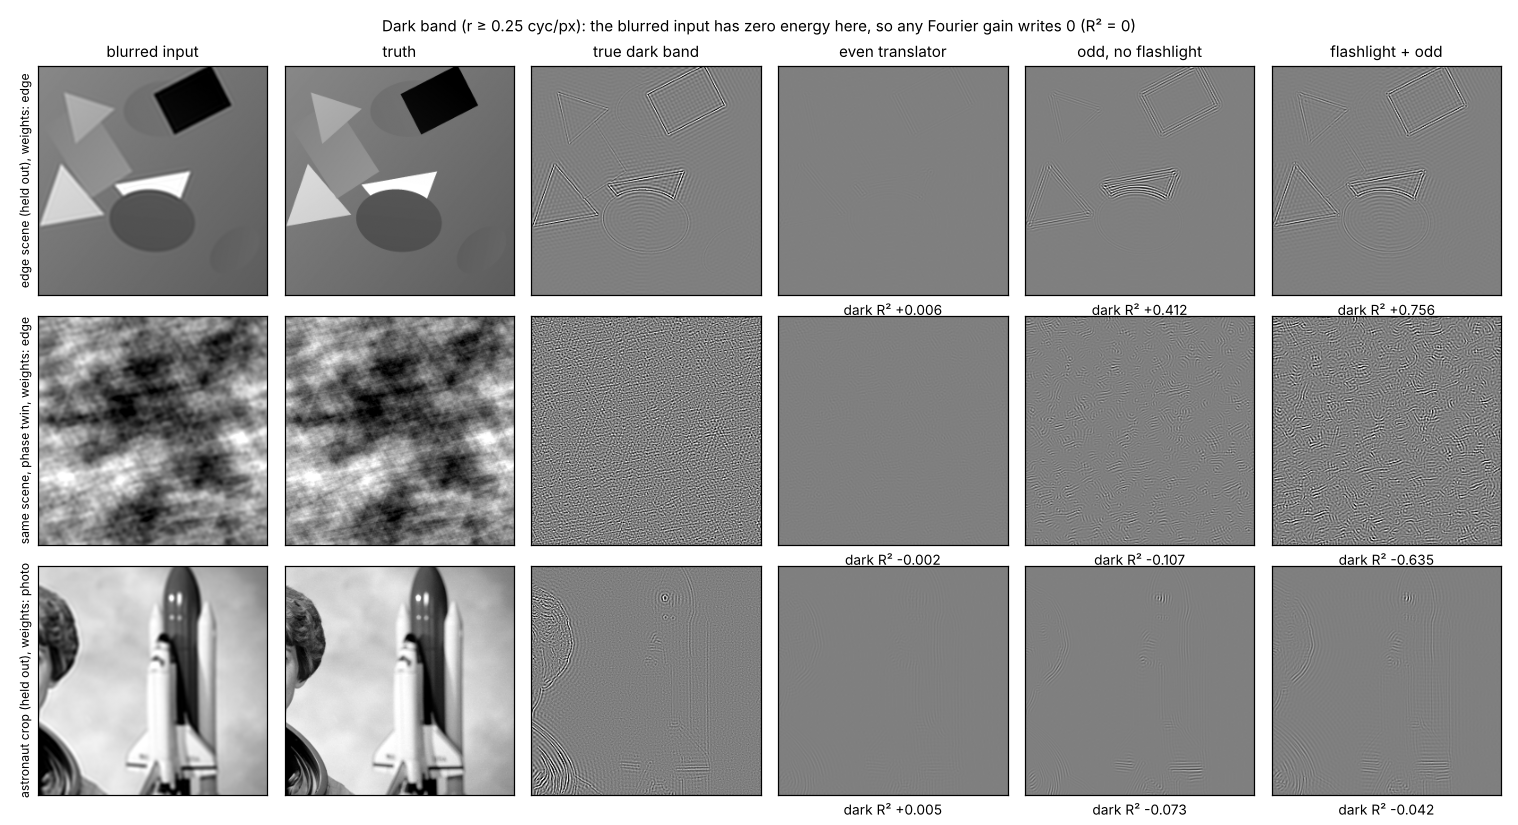 Dark band (r ≥ 0.25 cyc/px): the blurred input has zero energy here, so any Fourier gain writes 0 (R² = 0)
blurred input
truth
true dark band
even translator
odd, no flashlight
flashlight + odd
edge scene (held out), weights: edge
dark R² +0.006
dark R² +0.412
dark R² +0.756
same scene, phase twin, weights: edge
dark R² -0.002
dark R² -0.107
dark R² -0.635
astronaut crop (held out), weights: photo
dark R² +0.005
dark R² -0.073
dark R² -0.042